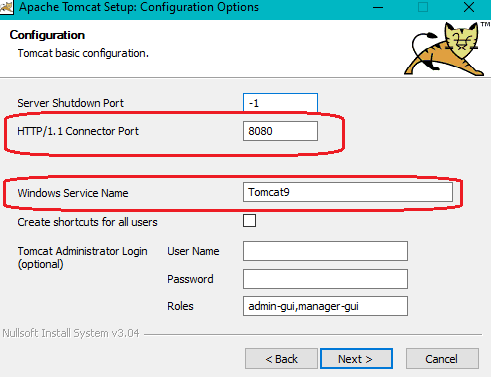 Apache Tomcat Setup: Configuration Options
Configuration
Tomcat basic configuration.
Server Shutdown Port -1
HTTP/1.1 Connector Port 8080
Windows Service Name Tomcat9
Create shortcuts for all users
Tomcat Administrator Login User Name
(optional)
Password
Roles admin-gui,manager-gui
Nullsoft Install System v3.04
< Back Next > Cancel